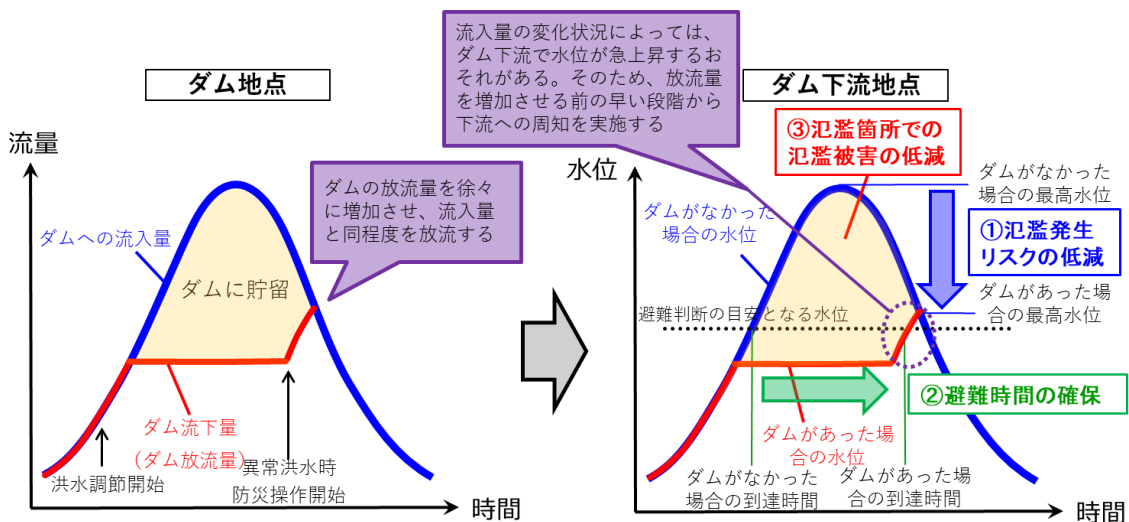 流入量の変化状況によっては、
ダム下流で水位が急上昇するお
それがある。そのため、放流量
を増加させる前の早い段階から
下流への周知を実施する
ダム地点
流量
ダムの放流量を徐々
に増加させ、流入量
と同程度を放流する
ダムへの流入量
ダムに貯留
ダム流下量
（ダム放流量）
洪水調節開始
異常洪水時
防災操作開始
時間
ダム下流地点
③氾濫箇所での
氾濫被害の低減
水位
ダムがなかった
場合の最高水位
ダムがなかった
場合の水位
①氾濫発生
リスクの低減
ダムがあった場
合の最高水位
避難判断の目安となる水位
②避難時間の確保
ダムがあった場
合の水位
ダムがなかった
場合の到達時間
ダムがあった場
合の到達時間
時間